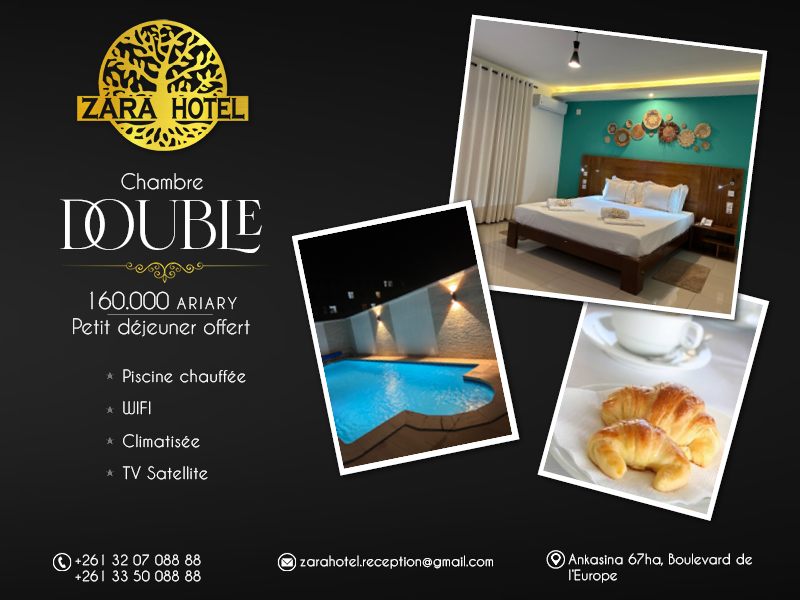 ZARA HOTEL
Chambre
DOUBLE
160.000 ARIARY
Petit déjeuner offert
Piscine chauffée
WIFI
Climatisée
TV Satellite
+261 32 07 088 88
+261 33 50 088 88
zarahotel.reception@gmail.com
Ankasina 67ha, Boulevard de
l'Europe